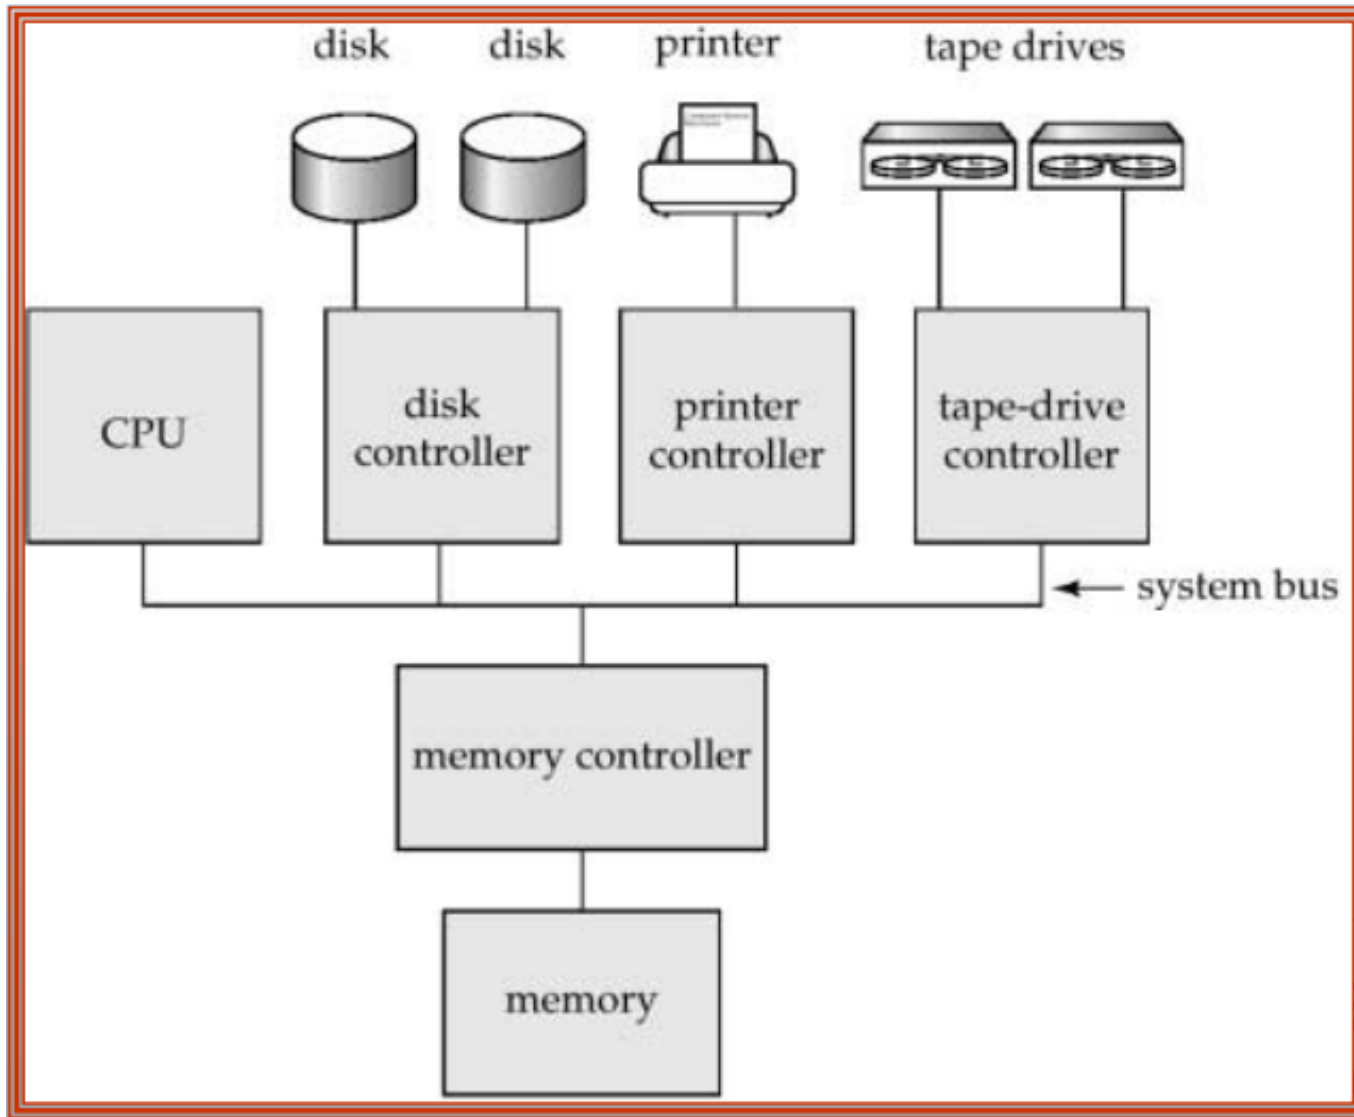 disk
disk
printer
tape drives
CPU
disk
controller
printer
controller
tape-drive
controller
system bus
memory controller
memory